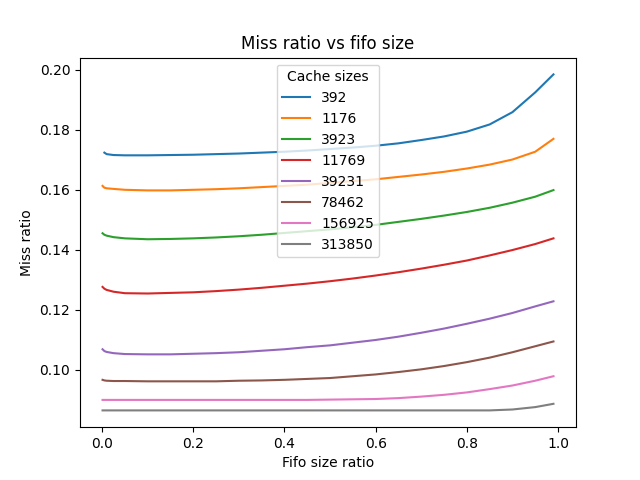 Miss ratio vs fifo size
Cache sizes
392
1176
3923
11769
39231
78462
156925
313850
0.20
0.18
0.16
0.14
0.12
0.10
Miss ratio
0.0 0.2 0.4 0.6 0.8 1.0
Fifo size ratio